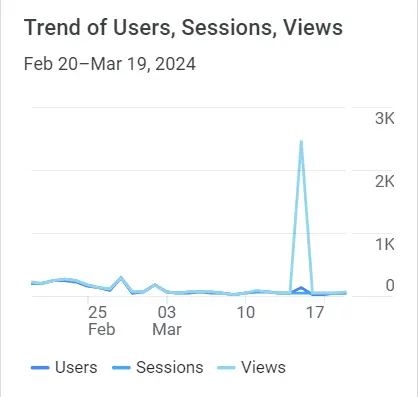 Trend of Users, Sessions, Views
Feb 20–Mar 19, 2024
3K
2K
1K
0
25 03 10 17
Feb Mar
Users Sessions Views